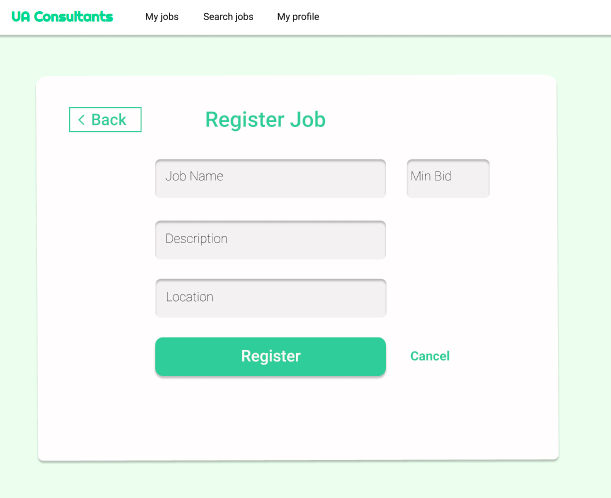 UA Consultants My jobs Search jobs My profile
< Back Register Job
Job Name Min Bid
Description
Location
Register Cancel